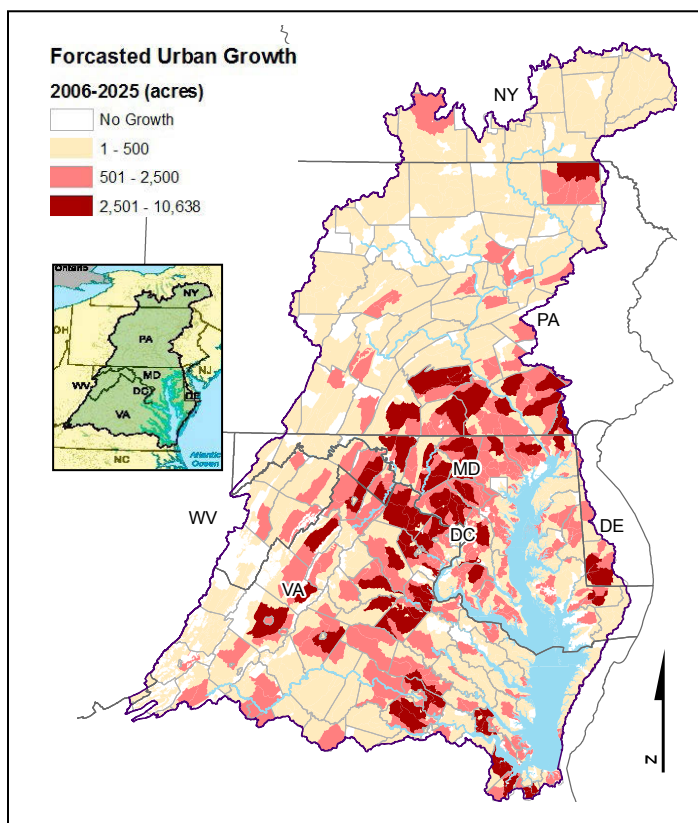 Forcasted Urban Growth
2006-2025 (acres)
No Growth
1 - 500
501 - 2,500
2,501 - 10,638
NY
PA
MD
DC
DE
WV
VA
Ontario
NY
OH
PA
NJ
MD
WV
DC
DE
VA
Atlantic
Ocean
NC
N